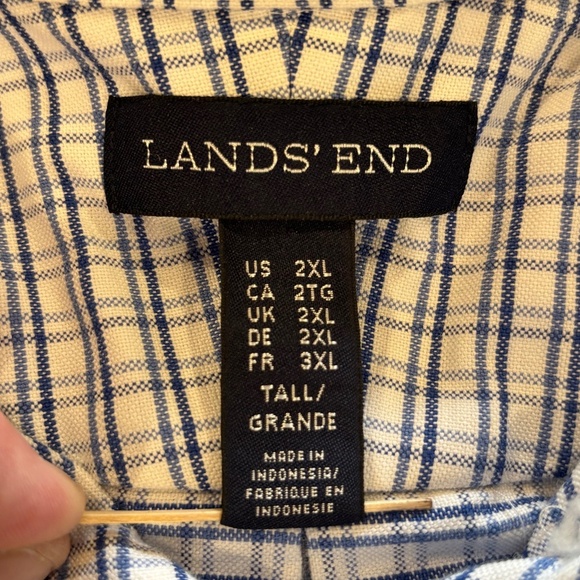 LANDS' END
US 2XL
CA 2TG
UK 2XL
DE 2XL
FR 3XL
TALL/
GRANDE
MADE IN
INDONESIA/
FABRIQUE EN
INDONESIE